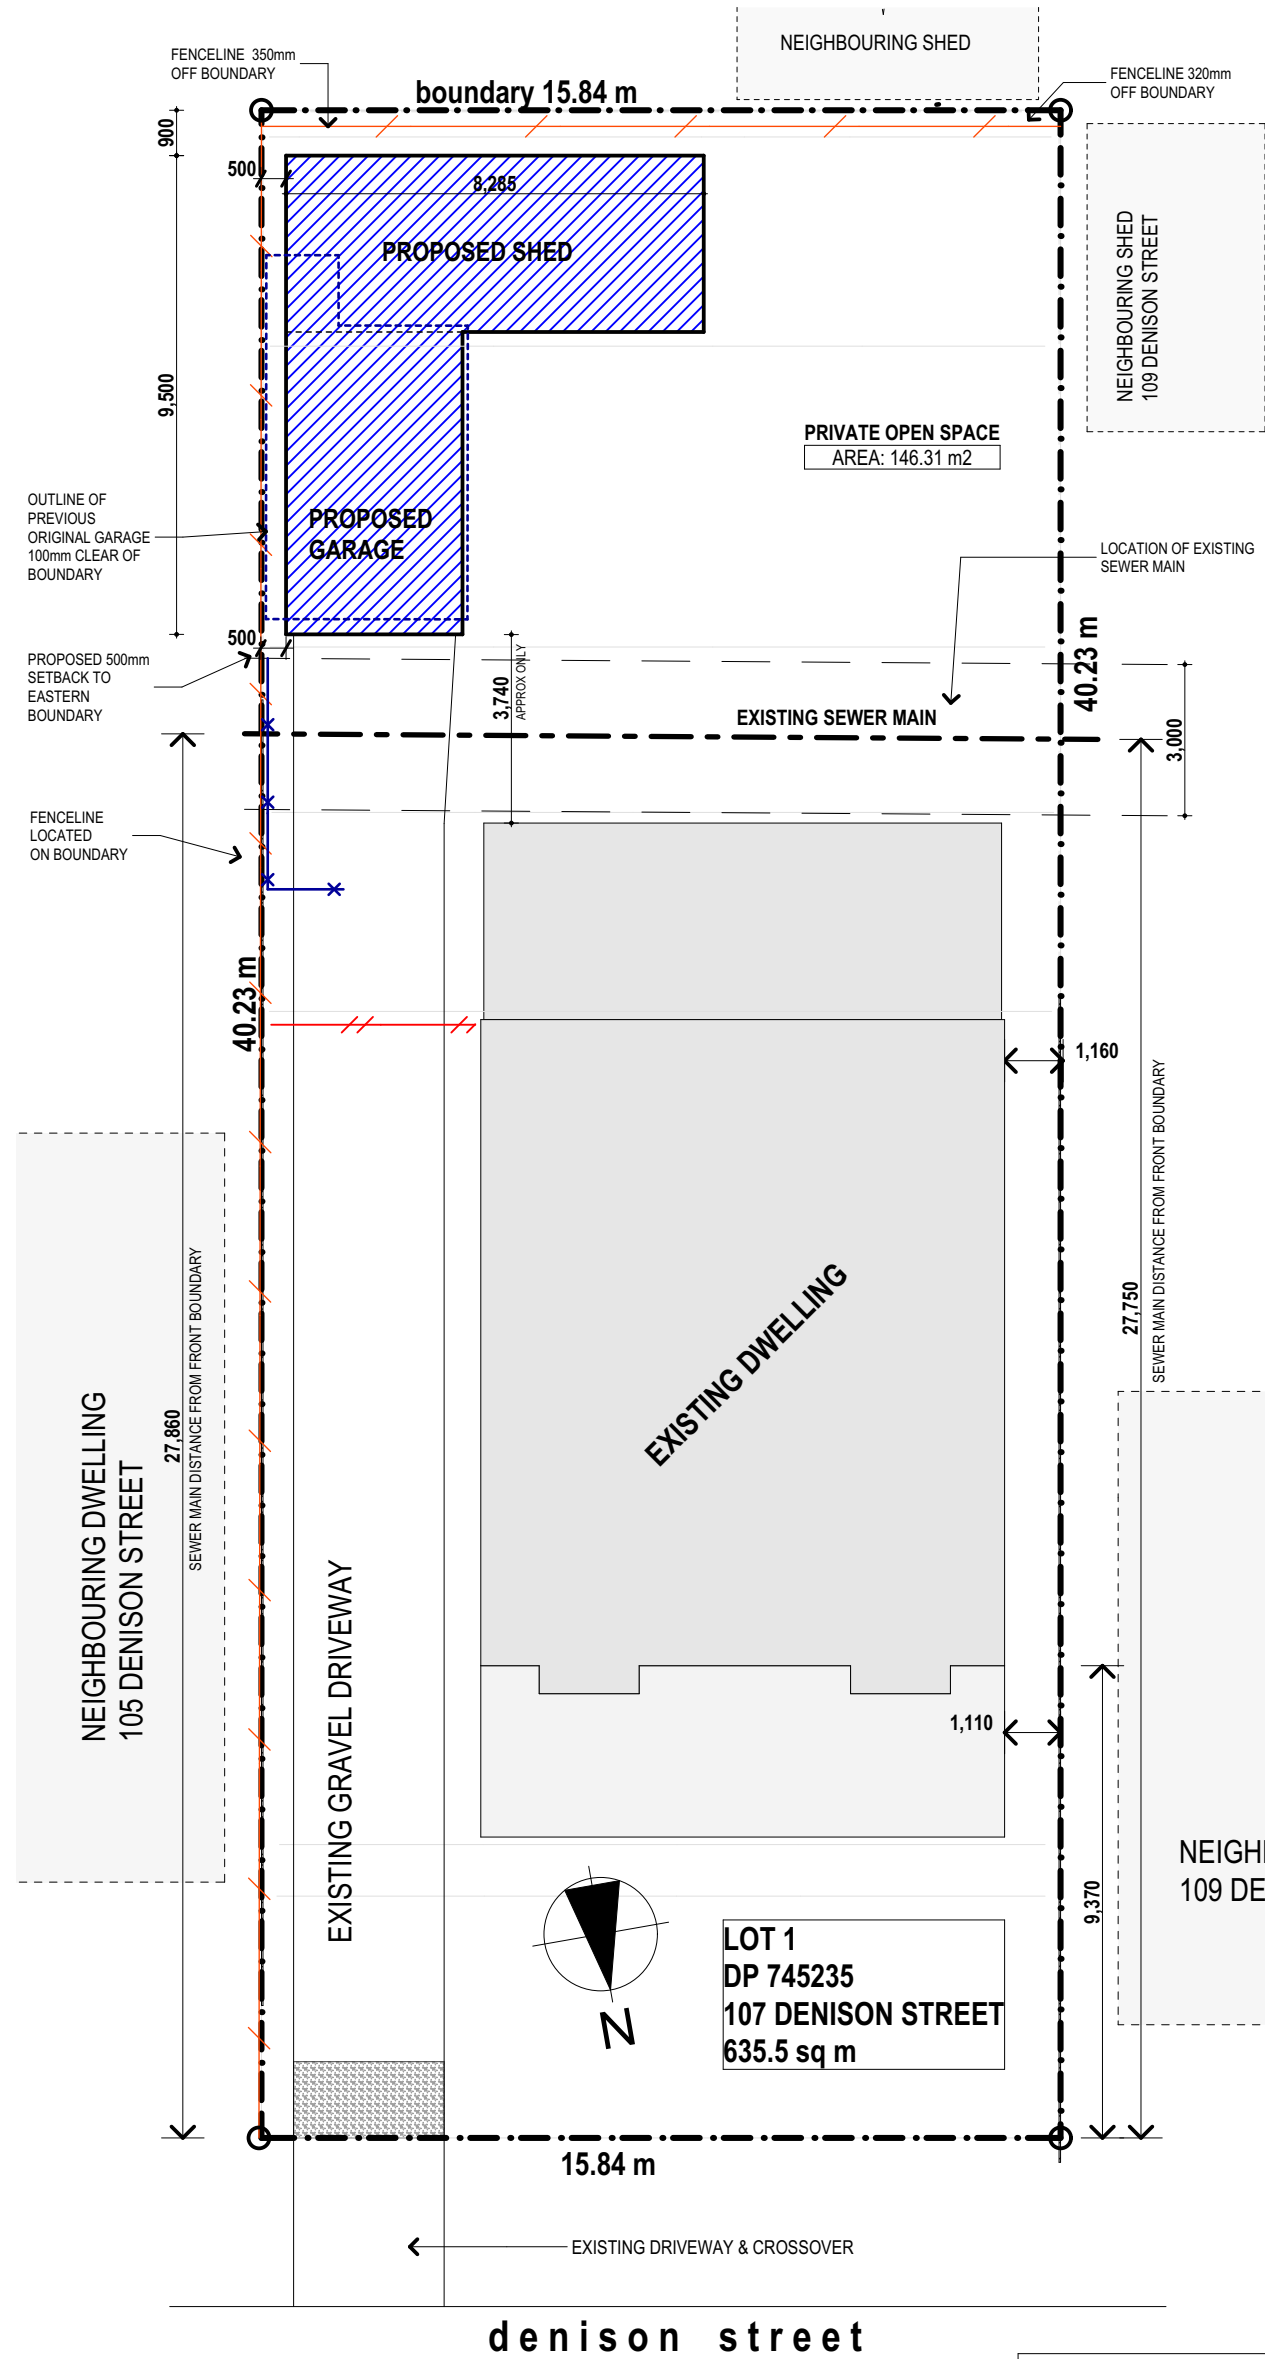 NEIGHBOURING SHED
FENCELINE 350mm
OFF BOUNDARY
boundary 15.84 m
FENCELINE 320mm
OFF BOUNDARY
900
500
8,285
PROPOSED SHED
NEIGHBOURING SHED
109 DENISON STREET
9,500
PRIVATE OPEN SPACE
AREA: 146.31 m2
OUTLINE OF
PREVIOUS
ORIGINAL GARAGE
100mm CLEAR OF
BOUNDARY
PROPOSED
GARAGE
LOCATION OF EXISTING
SEWER MAIN
500
PROPOSED 500mm
SETBACK TO
EASTERN
BOUNDARY
3,740
APPROX ONLY
40.23 m
EXISTING SEWER MAIN
3,000
FENCELINE
LOCATED
ON BOUNDARY
40.23 m
1,160
SEWER MAIN DISTANCE FROM FRONT BOUNDARY
27,750
EXISTING DWELLING
27,860
SEWER MAIN DISTANCE FROM FRONT BOUNDARY
NEIGHBOURING DWELLING
105 DENISON STREET
EXISTING GRAVEL DRIVEWAY
1,110
9,370
NEIGH
109 DE
N
LOT 1
DP 745235
107 DENISON STREET
635.5 sq m
15.84 m
EXISTING DRIVEWAY & CROSSOVER
denison street